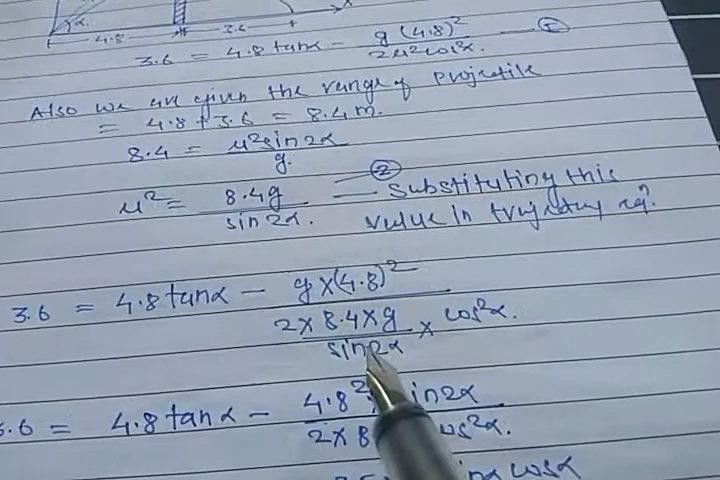 α.
x
4.8 3.6
3.6 = 4.8 tanα - g(4.8)² / 2u²cos²α. — ①
Also we are given the range of projectile
= 4.8 + 3.6 = 8.4 m.
8.4 = u²sin2α / g.
u² = 8.4g / sin2α. — ② Substituting this
value in trajectory eqn.
3.6 = 4.8 tanα - g×(4.8)² / 2×8.4×g / sin2α × cos²α.
3.6 = 4.8 tanα - 4.8² sin2α / 2×8 cos²α.
cosα